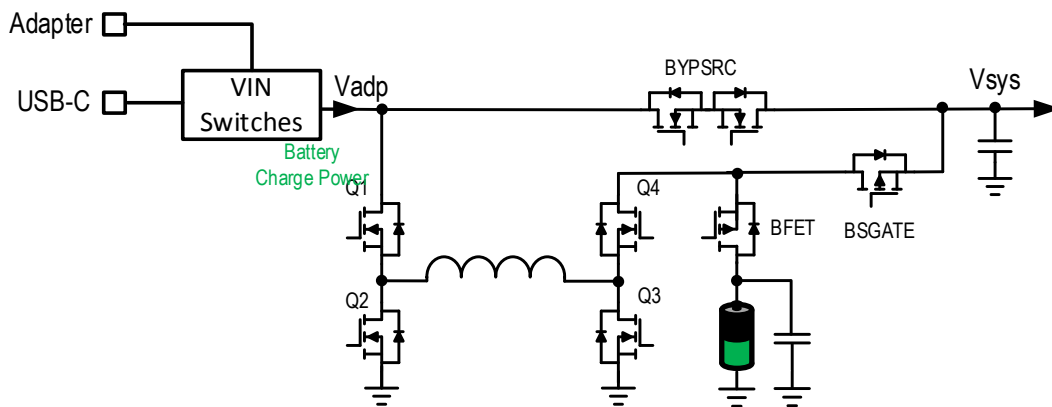 Adapter
USB-C
VIN
Switches
Vadp
BYPSRC
Vsys
Battery
Charge Power
Q1
Q4
BFET
BSGATE
Q2
Q3